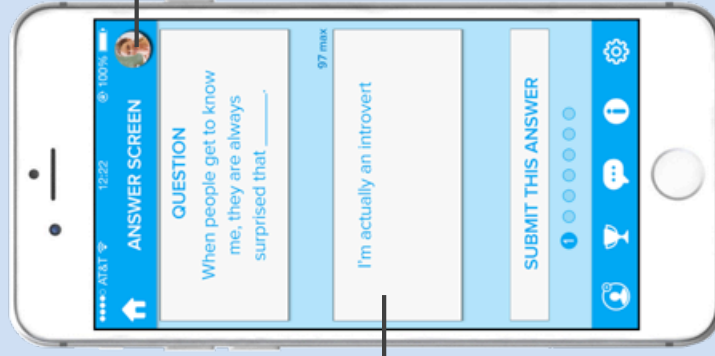 AT&T 12:22 100%
ANSWER SCREEN
QUESTION
When people get to know
me, they are always
surprised that _____.
97 max
I'm actually an introvert
SUBMIT THIS ANSWER
1